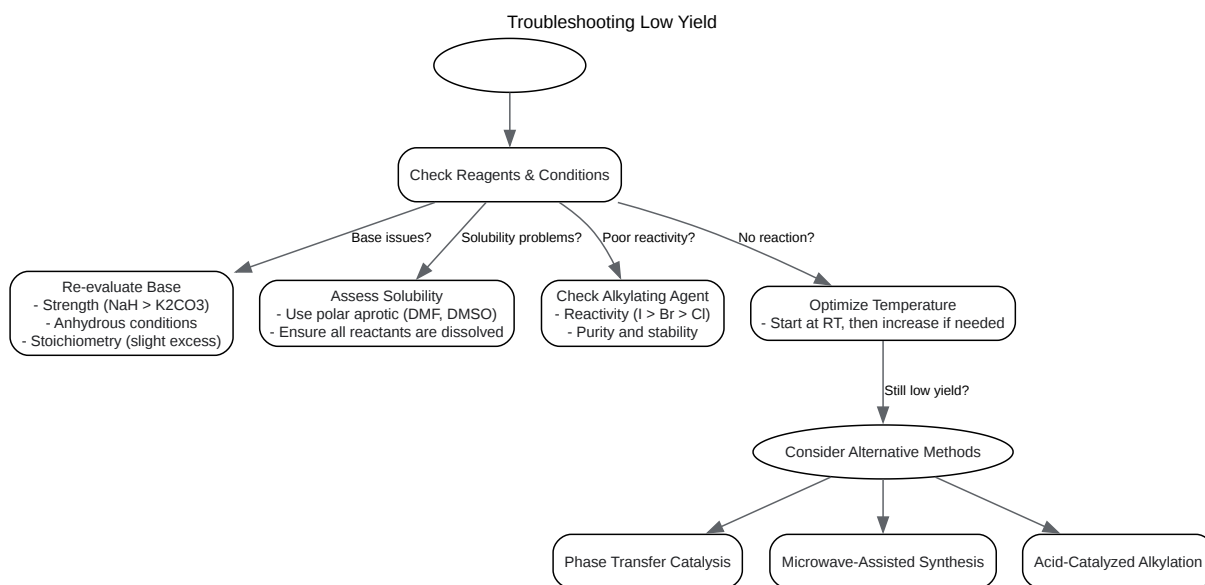 Troubleshooting Low Yield
Check Reagents & Conditions
Base issues?
Solubility problems?
Poor reactivity?
No reaction?
Re-evaluate Base
- Strength (NaH > K2CO3)
- Anhydrous conditions
- Stoichiometry (slight excess)
Assess Solubility
- Use polar aprotic (DMF, DMSO)
- Ensure all reactants are dissolved
Check Alkylating Agent
- Reactivity (I > Br > Cl)
- Purity and stability
Optimize Temperature
- Start at RT, then increase if needed
Still low yield?
Consider Alternative Methods
Phase Transfer Catalysis
Microwave-Assisted Synthesis
Acid-Catalyzed Alkylation